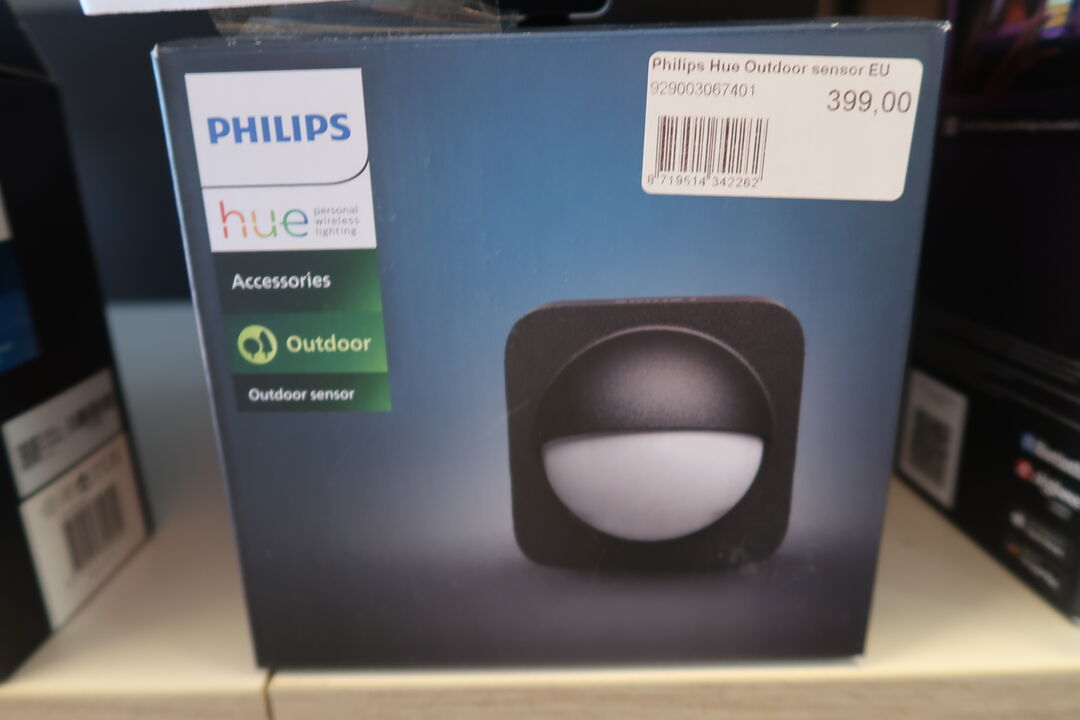 PHILIPS
hue personal
wireless
lighting
Accessories
Outdoor
Outdoor sensor
Philips Hue Outdoor sensor EU
929003067401
399,00
8 719514 342262